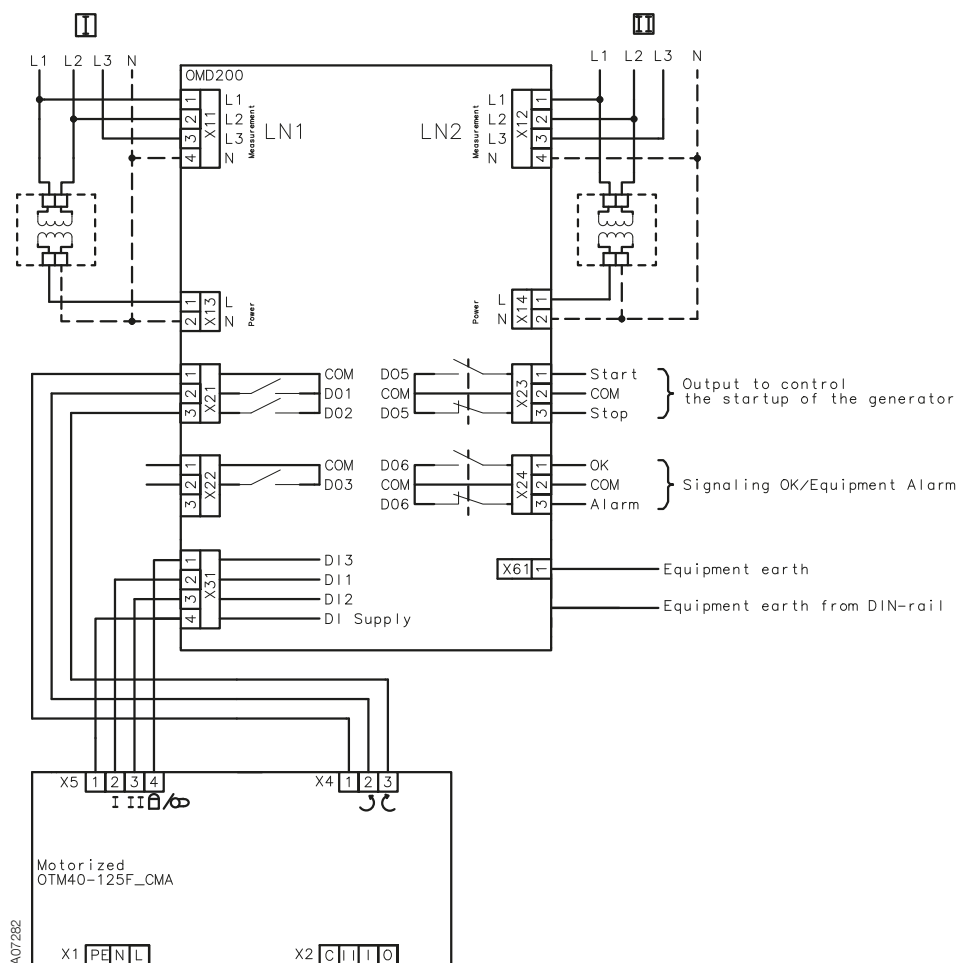 I II
L1 L2 L3 N L1 L2 L3 N
OMD200
1 L1 L1 1
2 L2 L2 2
3 L3 L3 3
4 N N 4
X11 Measurement LN1 LN2 Measurement X12
1 L L 1
2 N N 2
X13 Power Power X14
1 COM DO5 1 Start
2 DO1 COM 2 COM
3 DO2 DO5 3 Stop
X21 X23
Output to control
the startup of the generator
1 COM DO6 1 OK
2 DO3 COM 2 COM
3 DO6 3 Alarm
X22 X24
Signaling OK/Equipment Alarm
1 DI3
2 DI1
3 DI2
4 DI Supply
X31
X61 1 Equipment earth
Equipment earth from DIN-rail
X5 1 2 3 4 X4 1 2 3
I II /
Motorized
OTM40-125F_CMA
A07282
X1 PE N L X2 C II I O